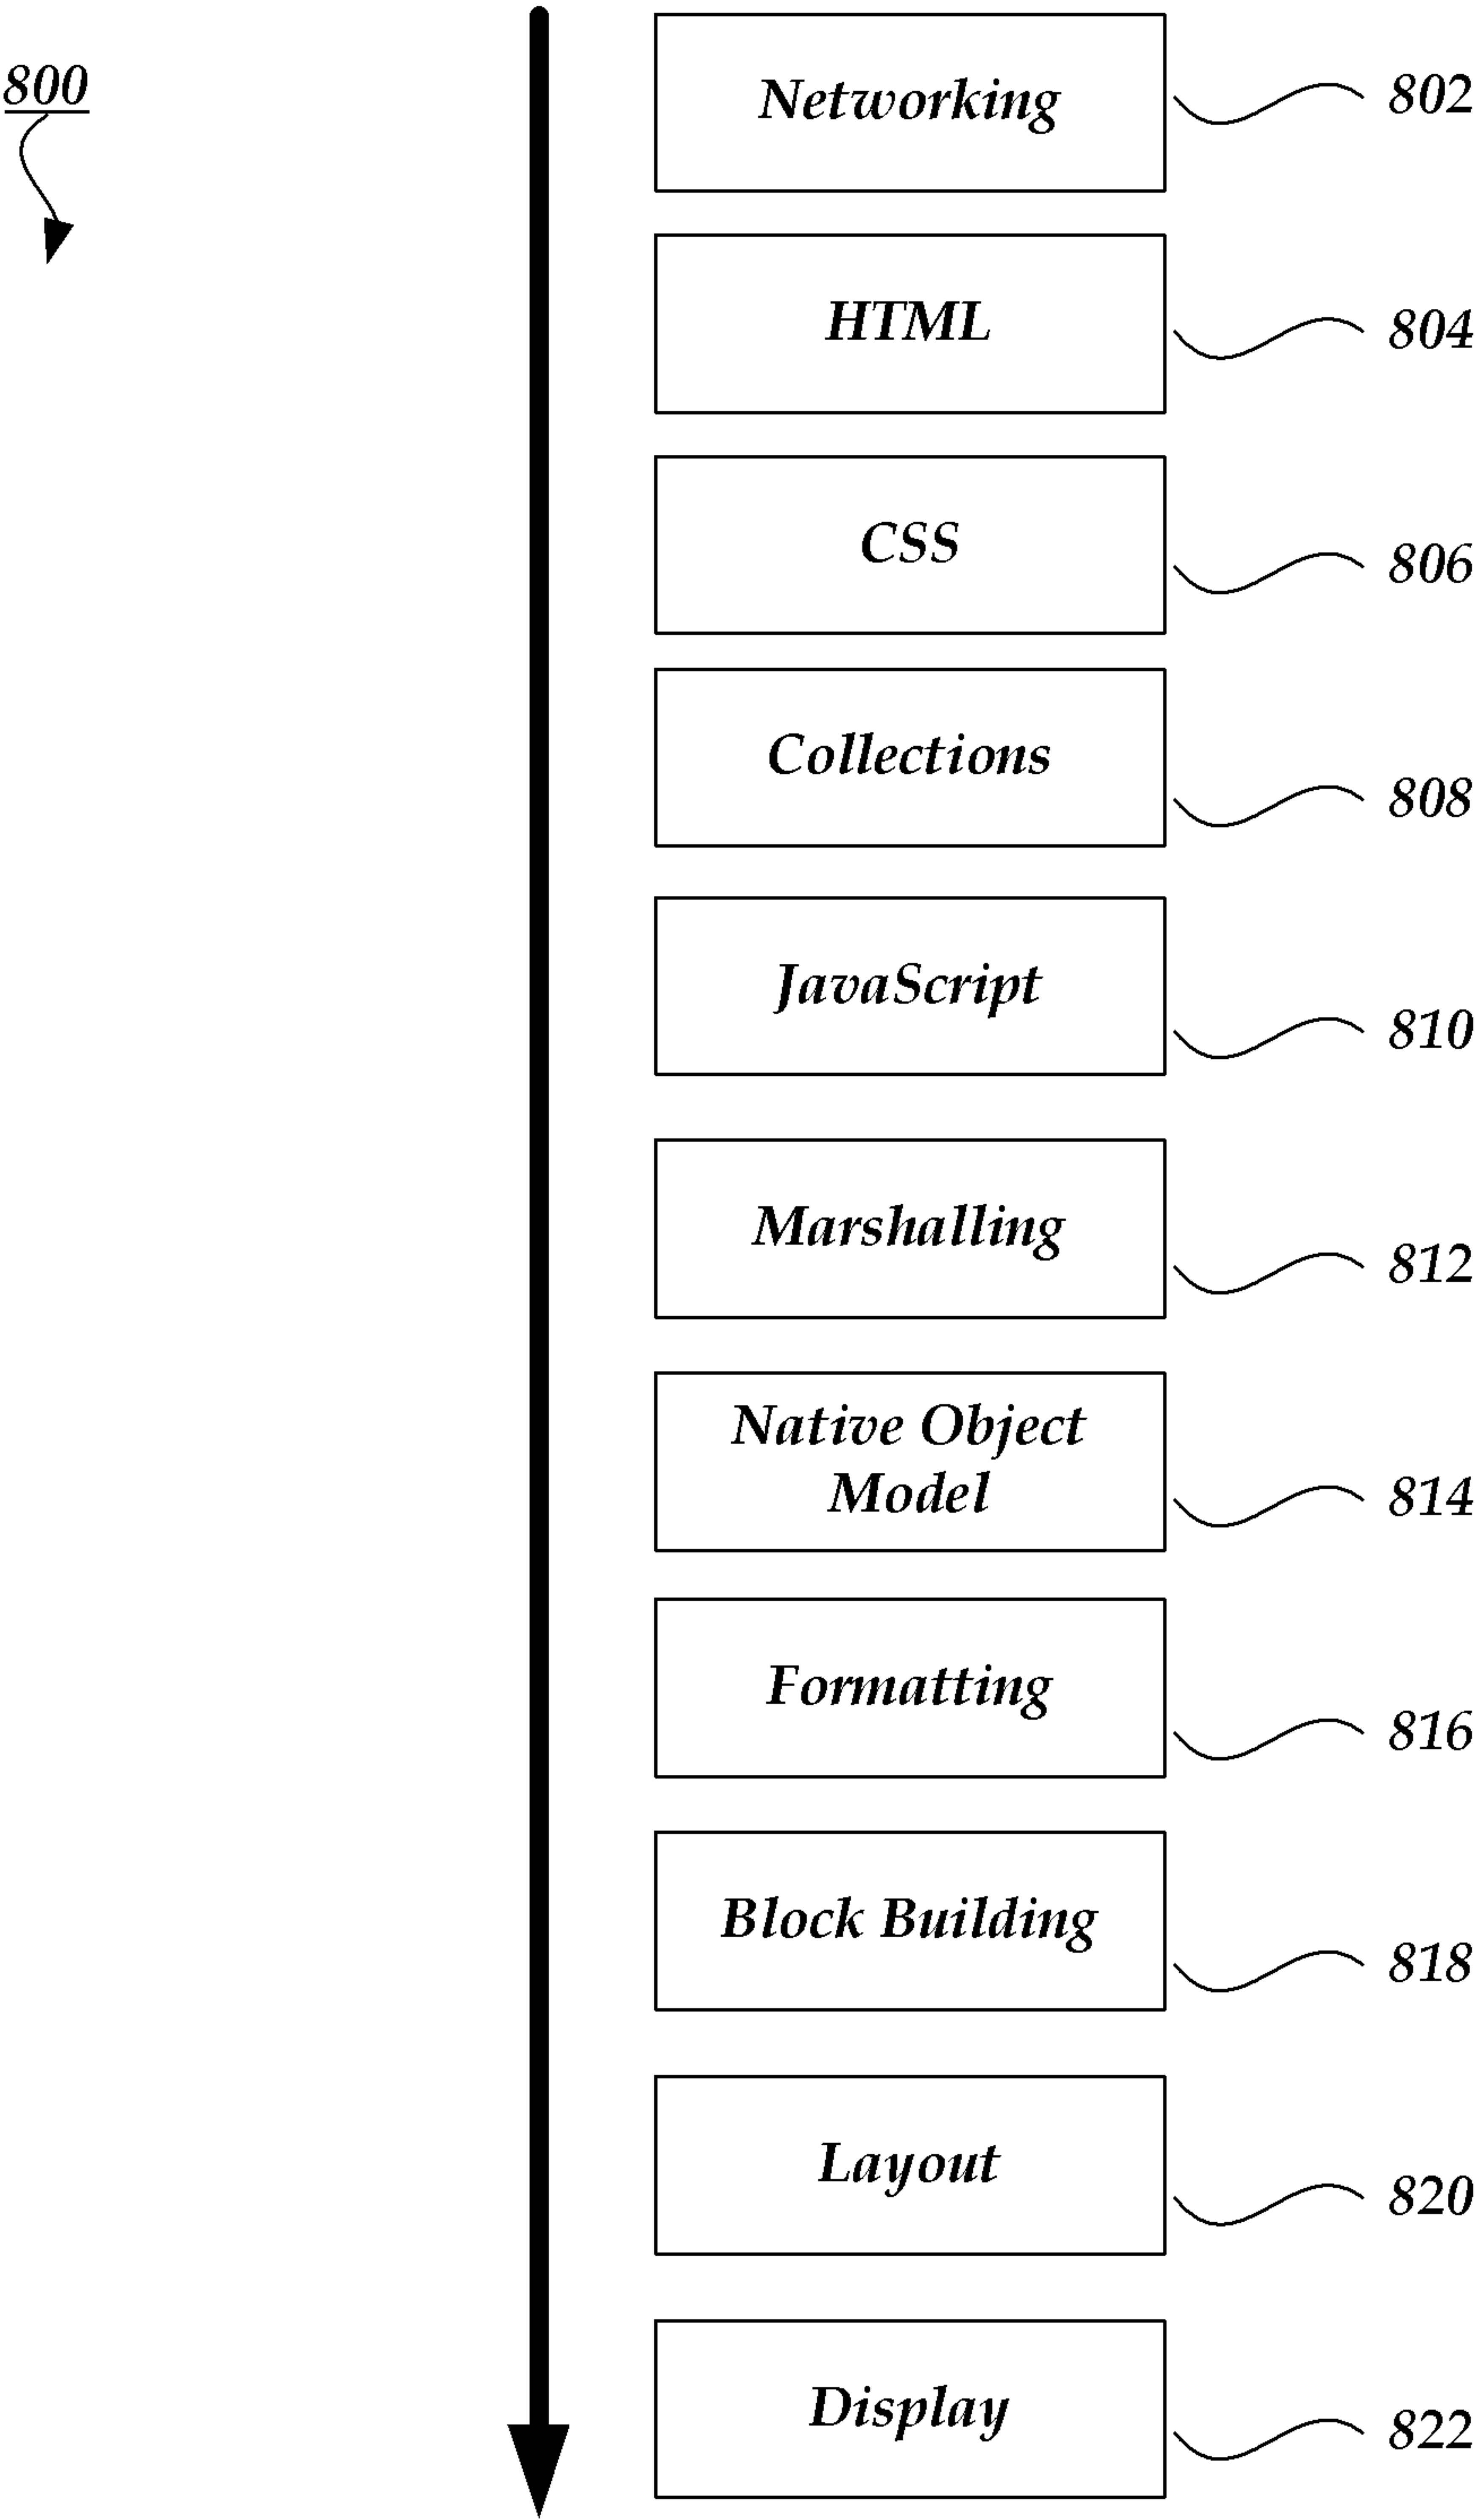 800
Networking
802
HTML
804
CSS
806
Collections
808
JavaScript
810
Marshalling
812
Native Object
Model
814
Formatting
816
Block Building
818
Layout
820
Display
822